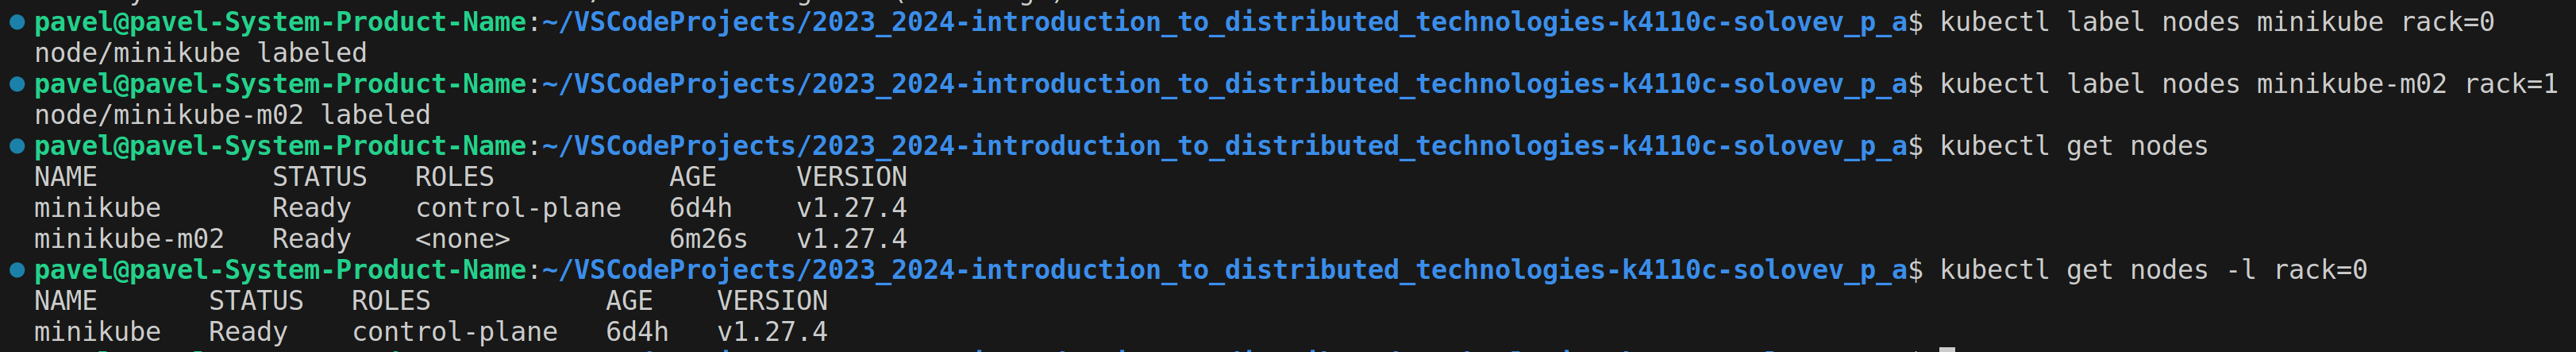 pavel@pavel-System-Product-Name:~/VSCodeProjects/2023_2024-introduction_to_distributed_technologies-k4110c-solovev_p_a$ kubectl label nodes minikube rack=0
node/minikube labeled
pavel@pavel-System-Product-Name:~/VSCodeProjects/2023_2024-introduction_to_distributed_technologies-k4110c-solovev_p_a$ kubectl label nodes minikube-m02 rack=1
node/minikube-m02 labeled
pavel@pavel-System-Product-Name:~/VSCodeProjects/2023_2024-introduction_to_distributed_technologies-k4110c-solovev_p_a$ kubectl get nodes
NAME           STATUS   ROLES           AGE     VERSION
minikube       Ready    control-plane   6d4h    v1.27.4
minikube-m02   Ready    <none>          6m26s   v1.27.4
pavel@pavel-System-Product-Name:~/VSCodeProjects/2023_2024-introduction_to_distributed_technologies-k4110c-solovev_p_a$ kubectl get nodes -l rack=0
NAME       STATUS   ROLES           AGE    VERSION
minikube   Ready    control-plane   6d4h   v1.27.4